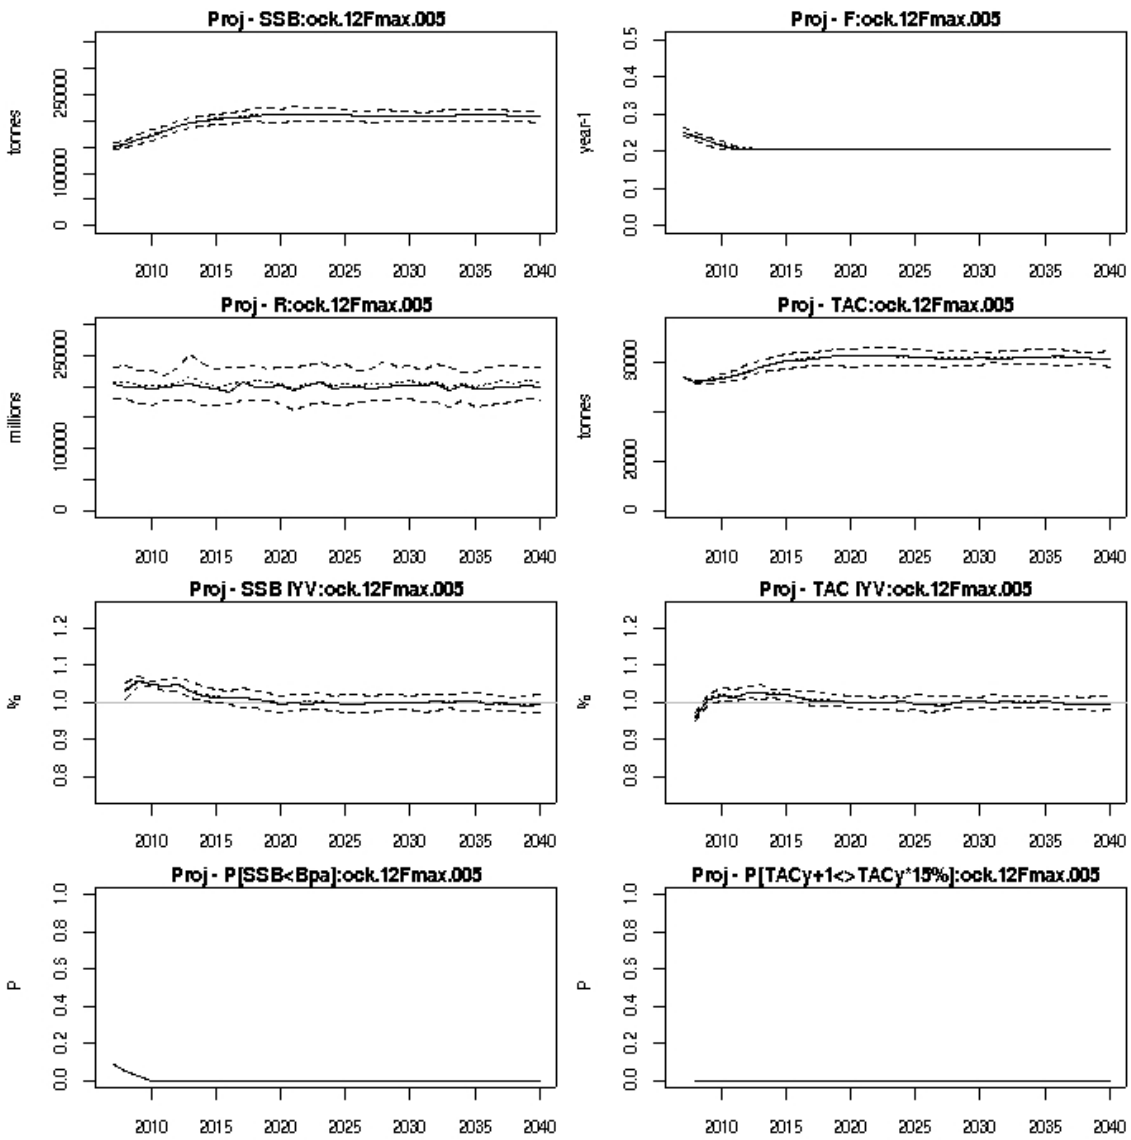 Proj - SSB:ock.12Fmax.005
tonnes
250000
100000
0
2010 2015 2020 2025 2030 2035 2040
Proj - F:ock.12Fmax.005
year-1
0.5
0.4
0.3
0.2
0.1
0.0
2010 2015 2020 2025 2030 2035 2040
Proj - R:ock.12Fmax.005
millions
250000
100000
0
2010 2015 2020 2025 2030 2035 2040
Proj - TAC:ock.12Fmax.005
tonnes
60000
20000
0
2010 2015 2020 2025 2030 2035 2040
Proj - SSB IYV:ock.12Fmax.005
%
1.2
1.1
1.0
0.9
0.8
2010 2015 2020 2025 2030 2035 2040
Proj - TAC IYV:ock.12Fmax.005
%
1.2
1.1
1.0
0.9
0.8
2010 2015 2020 2025 2030 2035 2040
Proj - P[SSB<Bpa]:ock.12Fmax.005
P
1.0
0.8
0.6
0.4
0.2
0.0
2010 2015 2020 2025 2030 2035 2040
Proj - P[TACy+1<>TACy*15%]:ock.12Fmax.005
P
1.0
0.8
0.6
0.4
0.2
0.0
2010 2015 2020 2025 2030 2035 2040